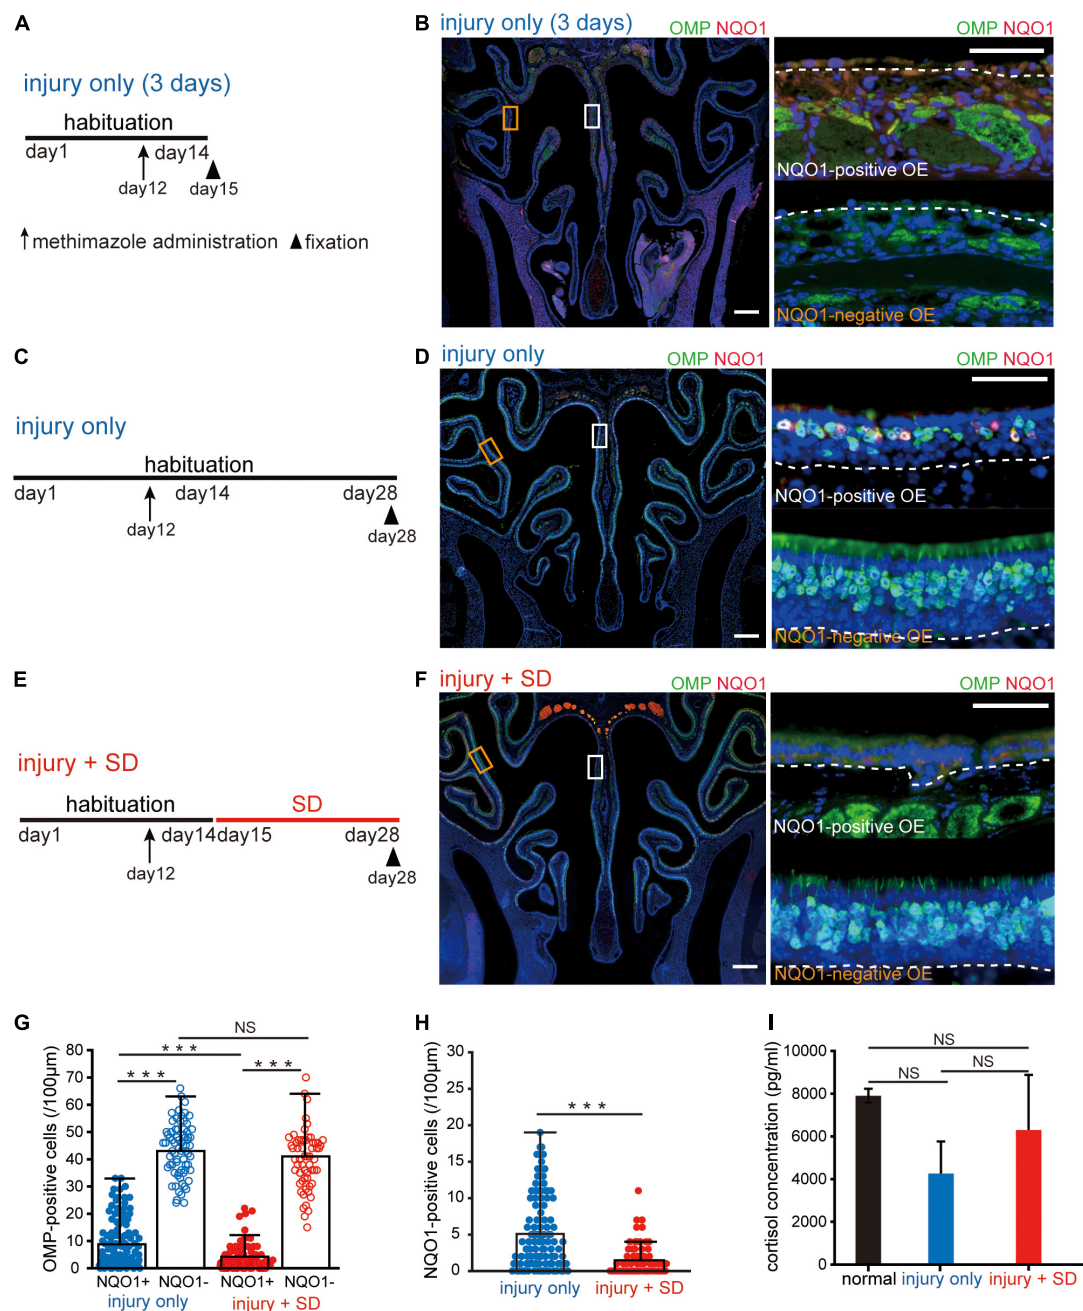 A
injury only (3 days)
habituation
day1
day14
day12
day15
methimazole administration
fixation
B
injury only (3 days)
OMP NQO1
NQO1-positive OE
NQO1-negative OE
C
injury only
habituation
day1
day14
day28
day12
day28
D
injury only
OMP NQO1
OMP NQO1
NQO1-positive OE
NQO1-negative OE
E
injury + SD
habituation
SD
day1
day14
day15
day28
day12
day28
F
injury + SD
OMP NQO1
OMP NQO1
NQO1-positive OE
NQO1-negative OE
G
OMP-positive cells (/100μm)
80
70
60
50
40
30
20
10
0
NS
* * *
* * *
* * *
NQO1+ NQO1- NQO1+ NQO1-
injury only
injury + SD
H
NQO1-positive cells (/100μm)
30
25
20
15
10
5
0
* * *
injury only
injury + SD
I
cortisol concentration (pg/ml)
10000
8000
6000
4000
2000
0
NS
NS
NS
normal injury only injury + SD